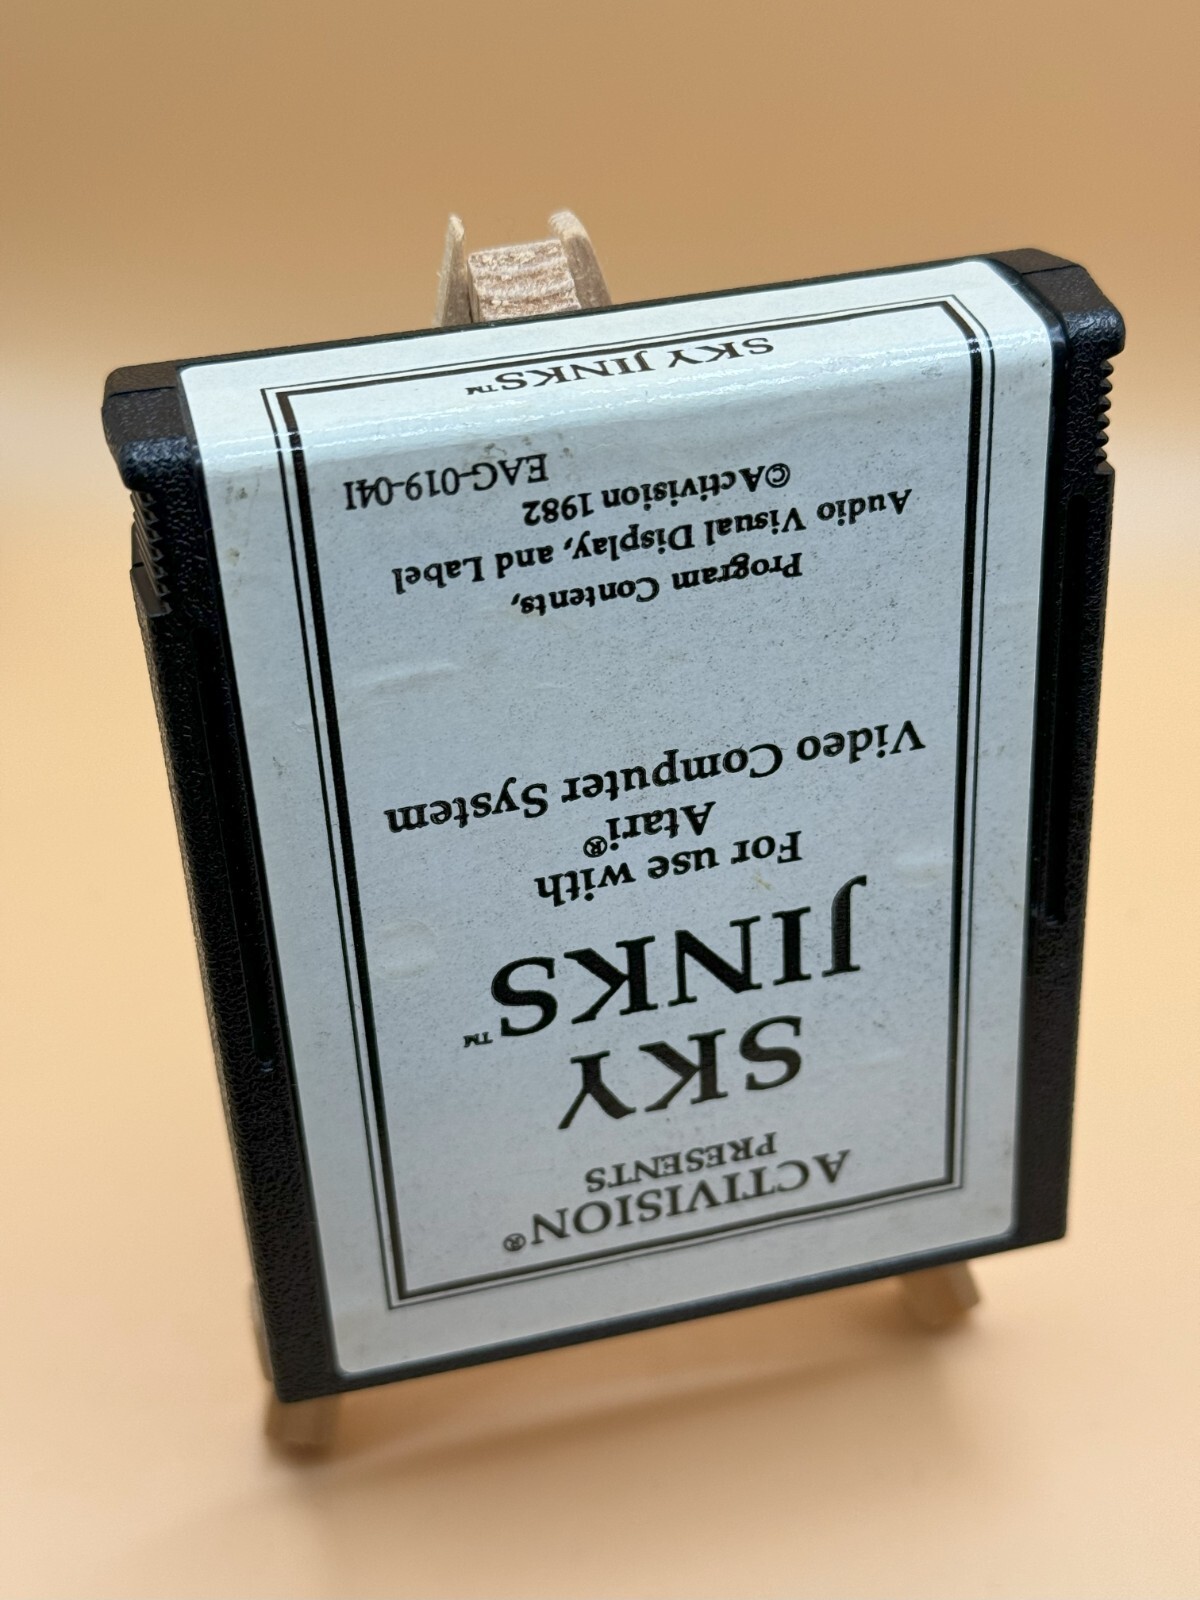 ACTIVISION®
PRESENTS
SKY
JINKS™
For use with
Atari®
Video Computer System
Program Contents,
Audio Visual Display, and Label
©Activision 1982
EAG-019-04I
SKY JINKS™